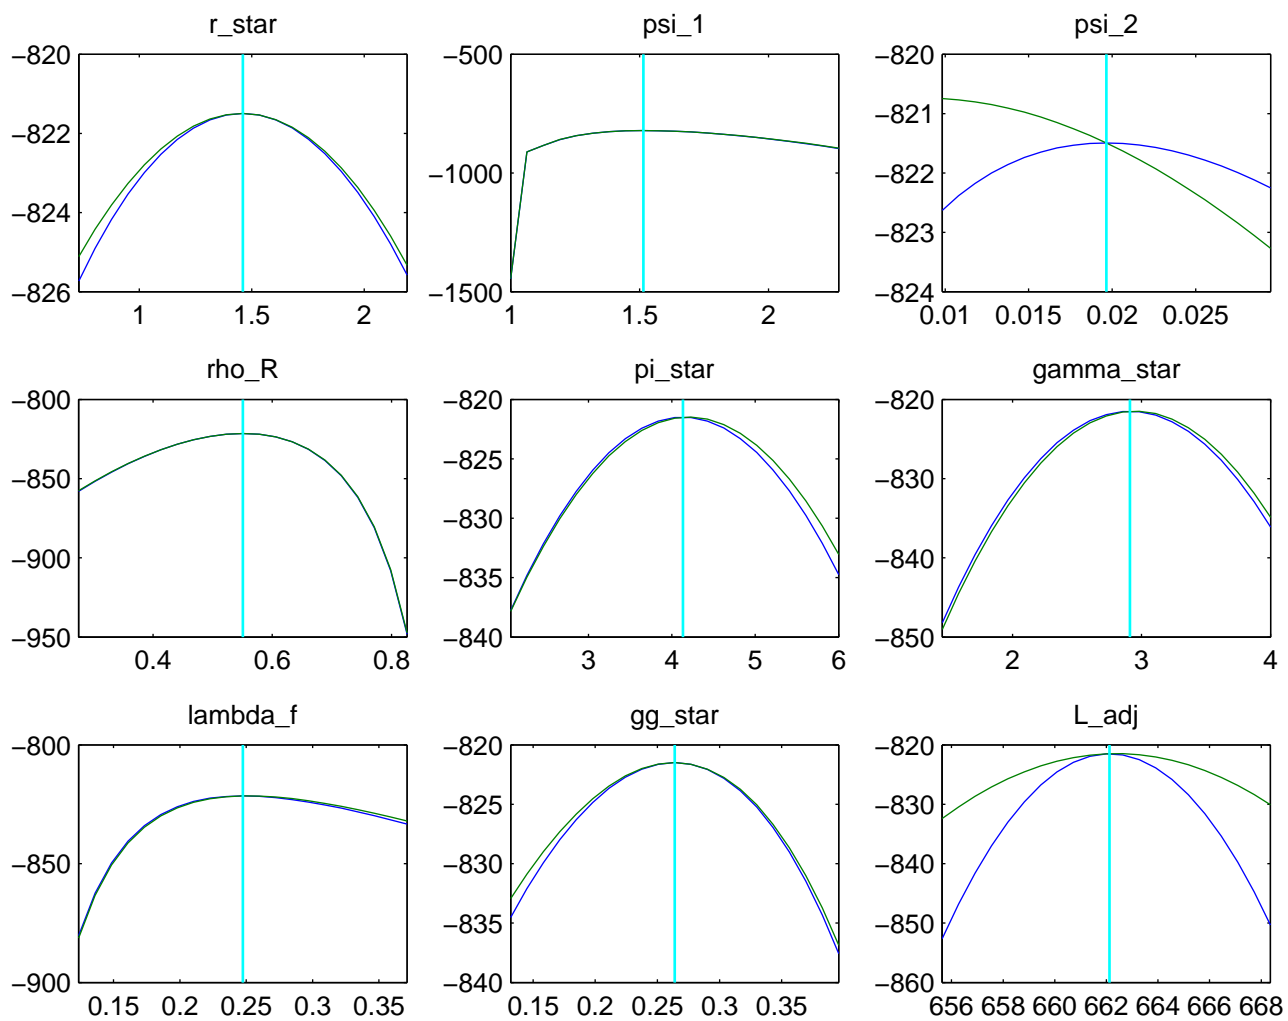 r_star
−820
−822
−824
−826
1 1.5 2
psi_1
−500
−1000
−1500
1 1.5 2
psi_2
−820
−821
−822
−823
−824
0.01 0.015 0.02 0.025
rho_R
−800
−850
−900
−950
0.4 0.6 0.8
pi_star
−820
−825
−830
−835
−840
3 4 5 6
gamma_star
−820
−830
−840
−850
2 3 4
lambda_f
−800
−850
−900
0.15 0.2 0.25 0.3 0.35
gg_star
−820
−825
−830
−835
−840
0.15 0.2 0.25 0.3 0.35
L_adj
−820
−830
−840
−850
−860
656 658 660 662 664 666 668